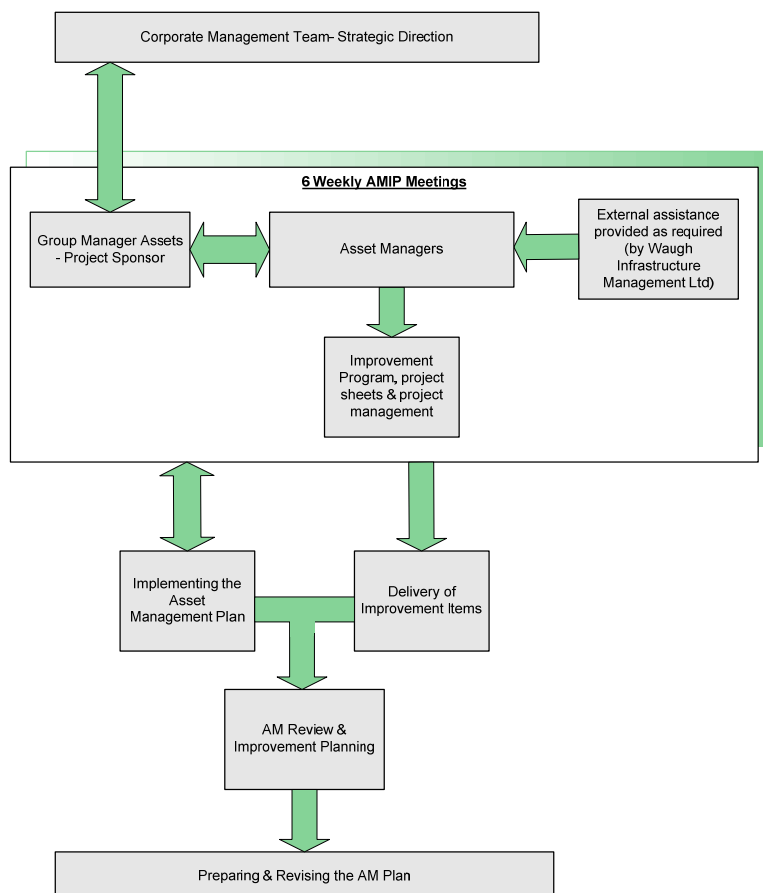 Corporate Management Team– Strategic Direction
6 Weekly AMIP Meetings
Group Manager Assets
- Project Sponsor
Asset Managers
External assistance
provided as required
(by Waugh
Infrastructure
Management Ltd)
Improvement
Program, project
sheets & project
management
Implementing the
Asset
Management Plan
Delivery of
Improvement Items
AM Review &
Improvement Planning
Preparing & Revising the AM Plan